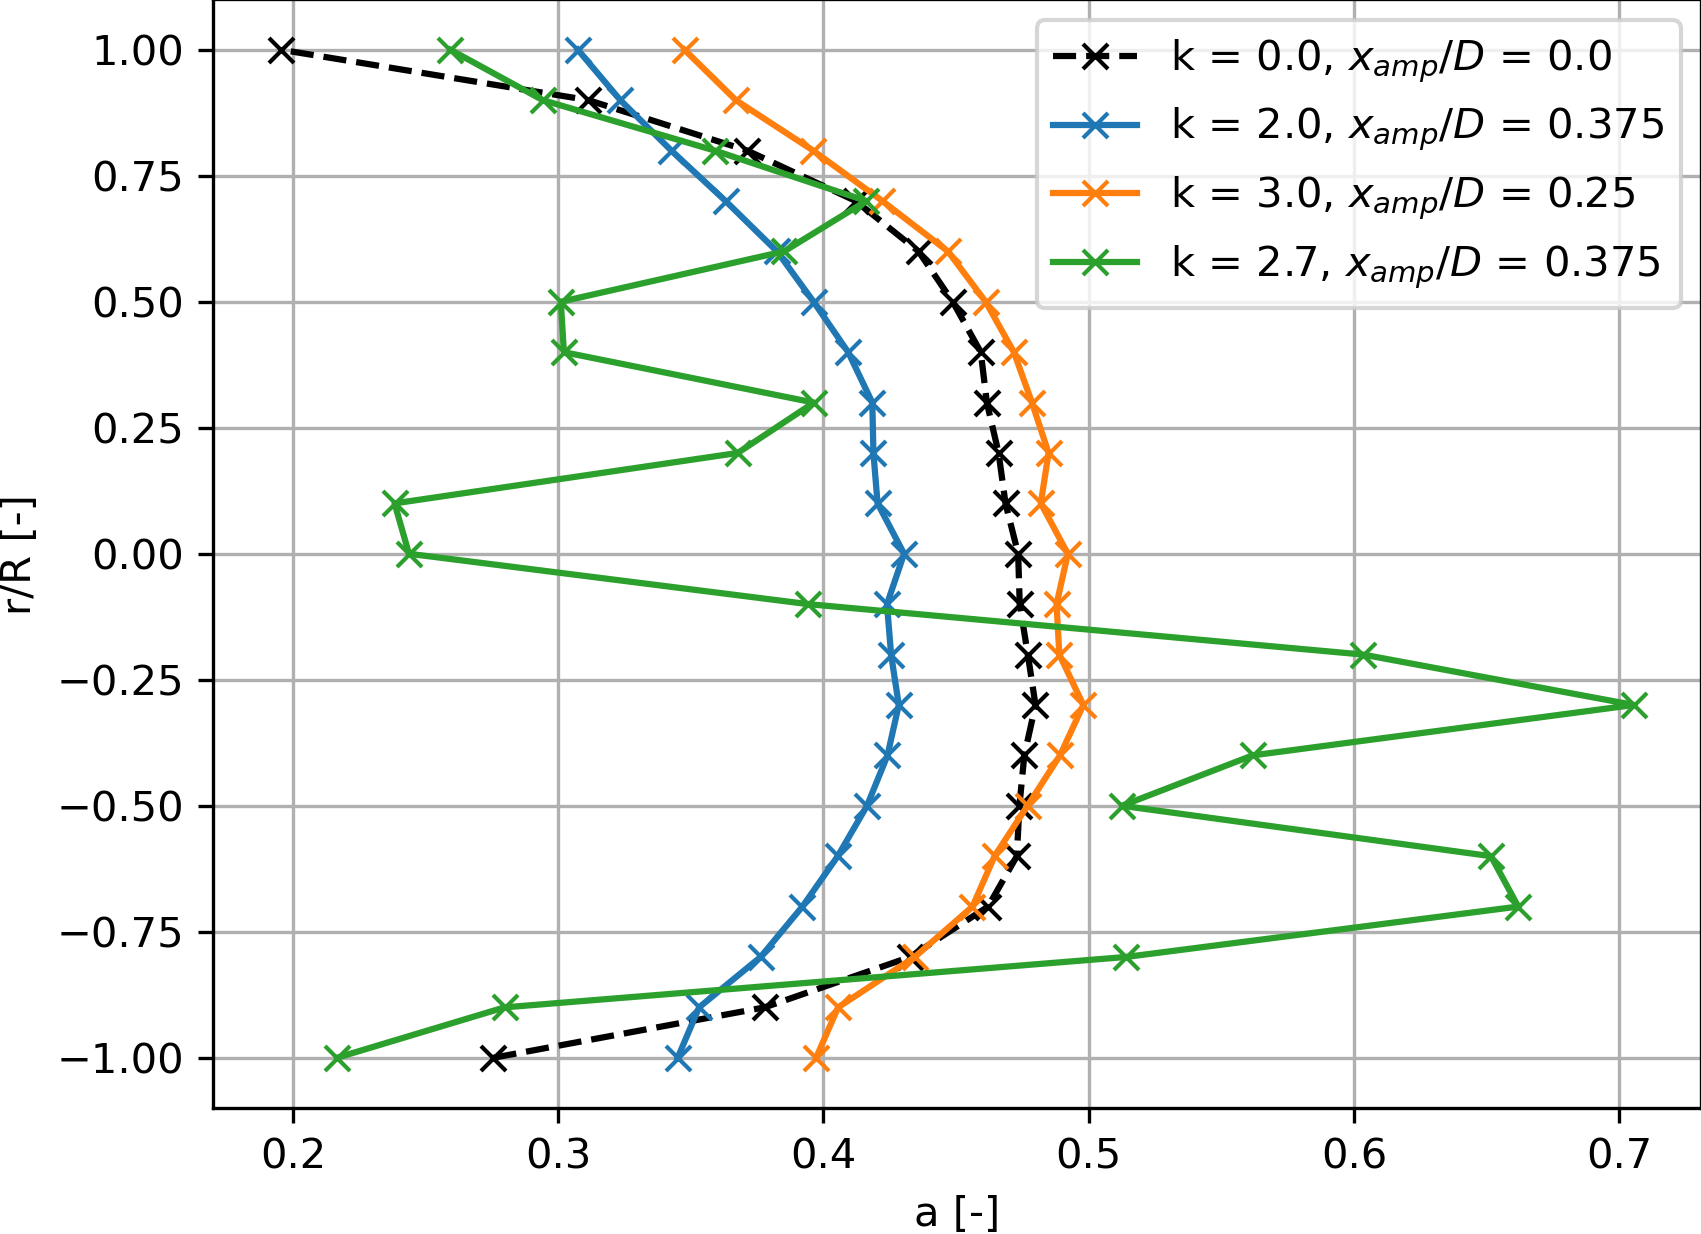 k = 0.0, x_amp/D = 0.0
k = 2.0, x_amp/D = 0.375
k = 3.0, x_amp/D = 0.25
k = 2.7, x_amp/D = 0.375
1.00
0.75
0.50
0.25
0.00
−0.25
−0.50
−0.75
−1.00
r/R [-]
0.2 0.3 0.4 0.5 0.6 0.7
a [-]